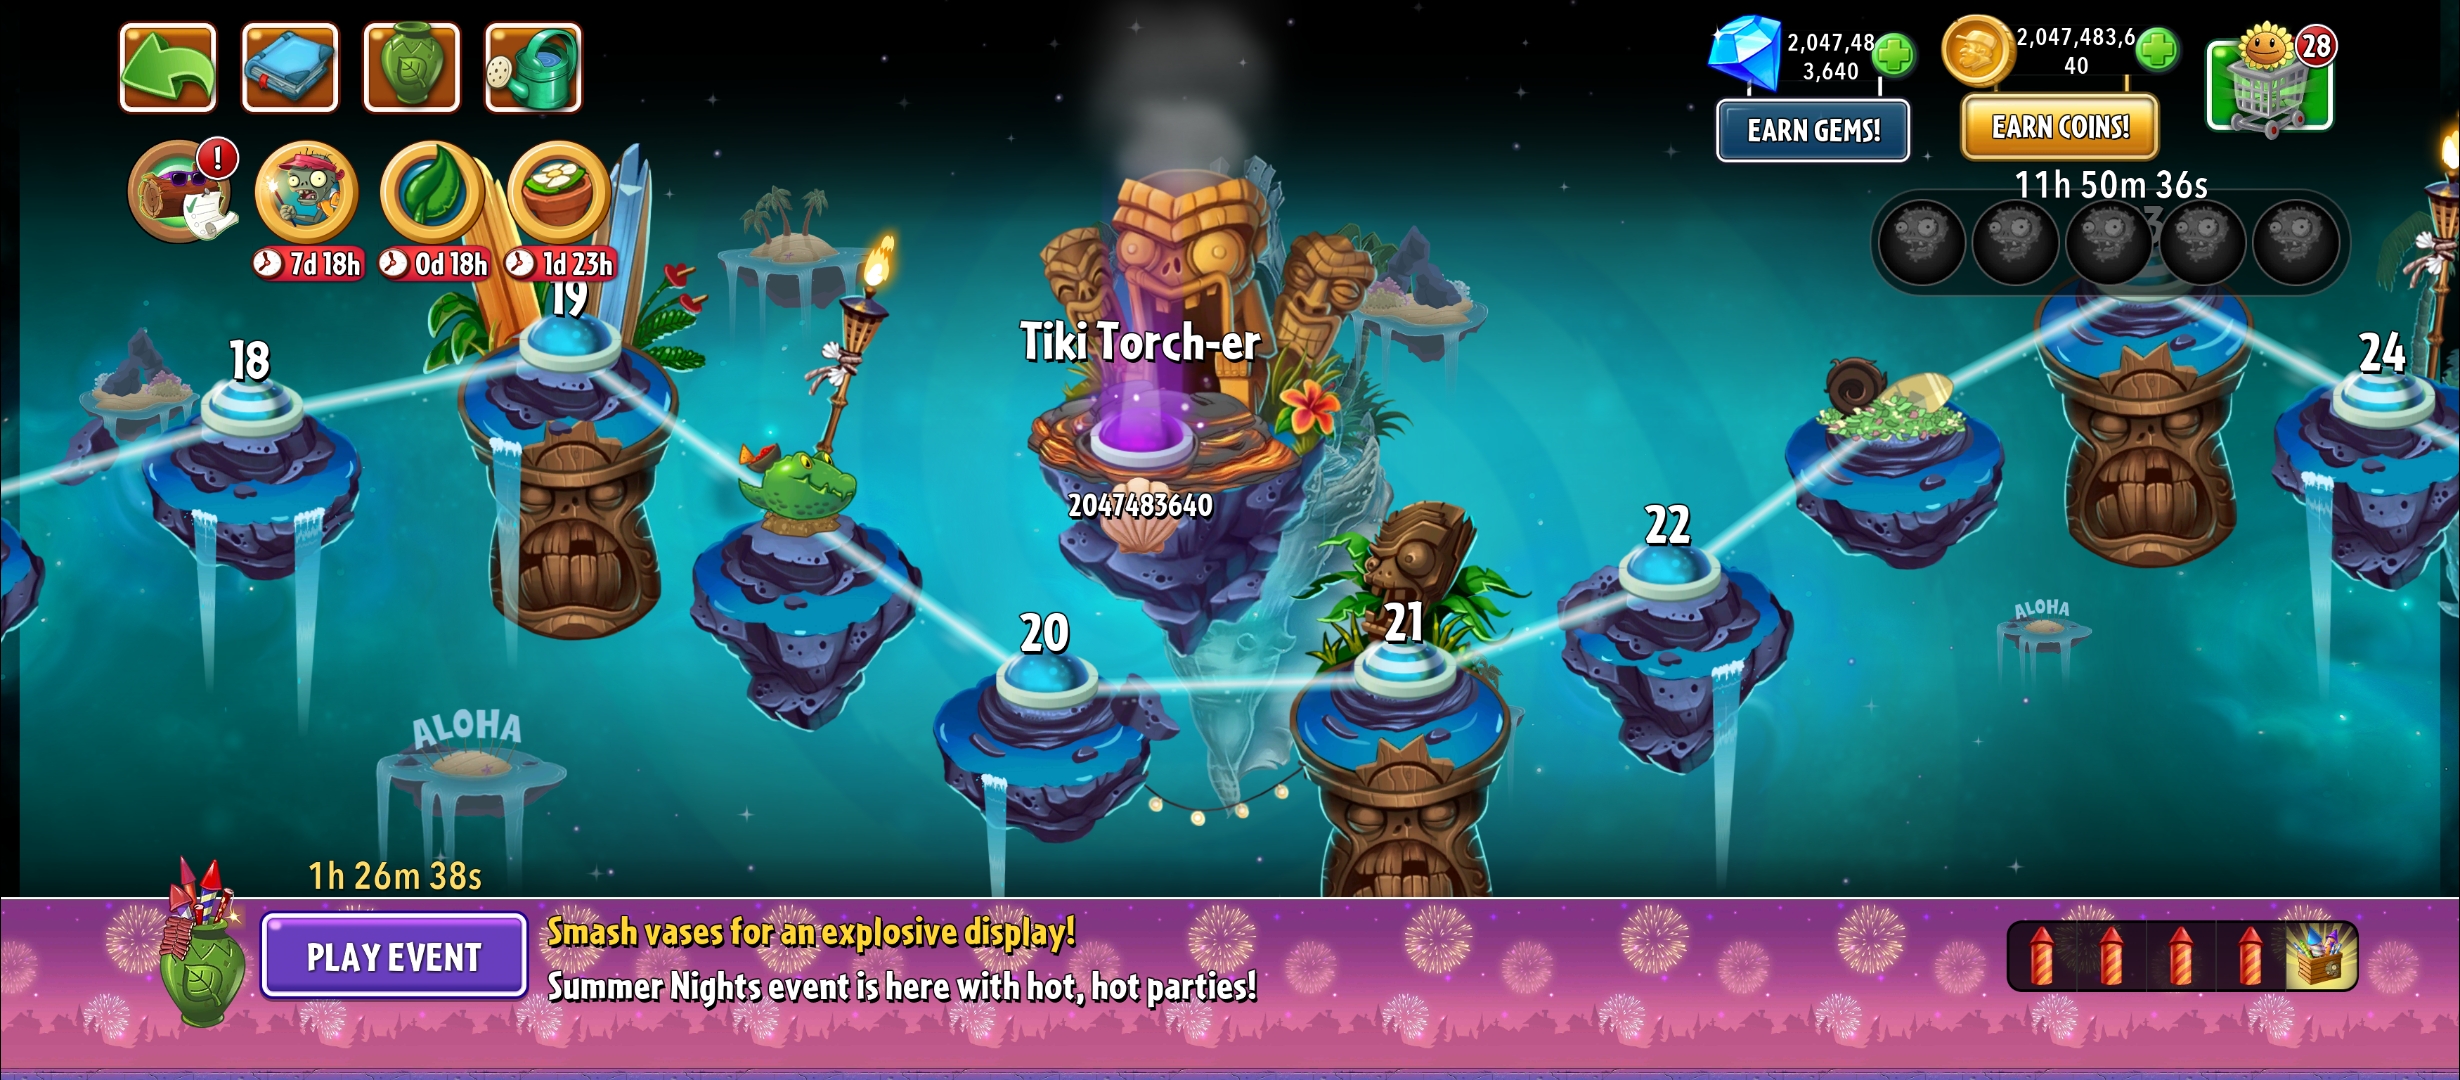 2,047,48
3,640
2,047,483,6
40
28
EARN GEMS!
EARN COINS!
!
11h 50m 36s
7d 18h
0d 18h
1d 23h
19
18
Tiki Torch-er
24
2047483640
22
ALOHA
21
20
ALOHA
1h 26m 38s
PLAY EVENT
Smash vases for an explosive display!
Summer Nights event is here with hot, hot parties!